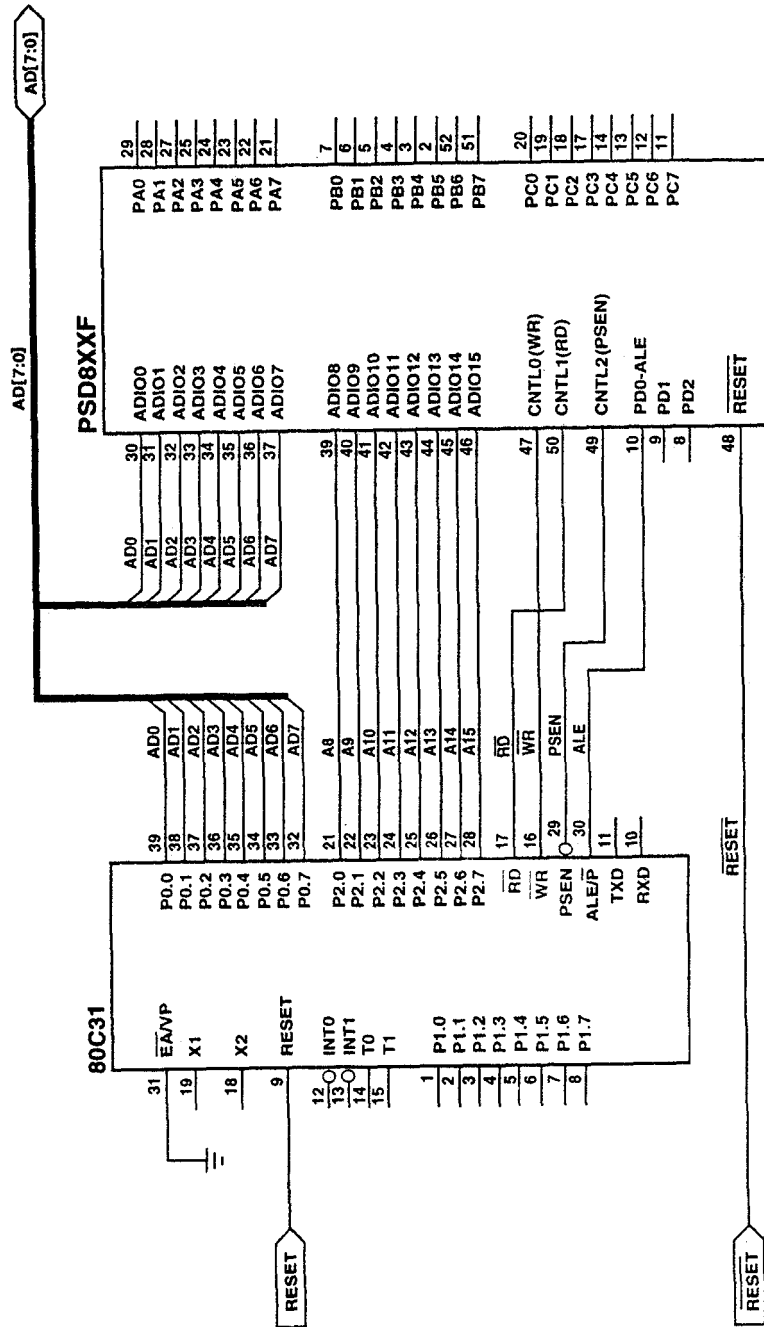 AD[7:0]
AD[7:0]
80C31
31
19
18
9
12
13
14
15
1
2
3
4
5
6
7
8
EA/VP
X1
X2
RESET
INT0
INT1
T0
T1
P1.0
P1.1
P1.2
P1.3
P1.4
P1.5
P1.6
P1.7
P0.0
P0.1
P0.2
P0.3
P0.4
P0.5
P0.6
P0.7
P2.0
P2.1
P2.2
P2.3
P2.4
P2.5
P2.6
P2.7
RD
WR
PSEN
ALE/P
TXD
RXD
39
38
37
36
35
34
33
32
21
22
23
24
25
26
27
28
17
16
29
30
11
10
AD0
AD1
AD2
AD3
AD4
AD5
AD6
AD7
A8
A9
A10
A11
A12
A13
A14
A15
RD
WR
PSEN
ALE
AD0
AD1
AD2
AD3
AD4
AD5
AD6
AD7
PSD8XXF
30
31
32
33
34
35
36
37
39
40
41
42
43
44
45
46
47
50
49
10
9
8
48
ADIO0
ADIO1
ADIO2
ADIO3
ADIO4
ADIO5
ADIO6
ADIO7
ADIO8
ADIO9
ADIO10
ADIO11
ADIO12
ADIO13
ADIO14
ADIO15
CNTL0(WR)
CNTL1(RD)
CNTL2(PSEN)
PD0-ALE
PD1
PD2
RESET
PA0
PA1
PA2
PA3
PA4
PA5
PA6
PA7
PB0
PB1
PB2
PB3
PB4
PB5
PB6
PB7
PC0
PC1
PC2
PC3
PC4
PC5
PC6
PC7
29
28
27
25
24
23
22
21
7
6
5
4
3
2
52
51
20
19
18
17
14
13
12
11
RESET
RESET
RESET